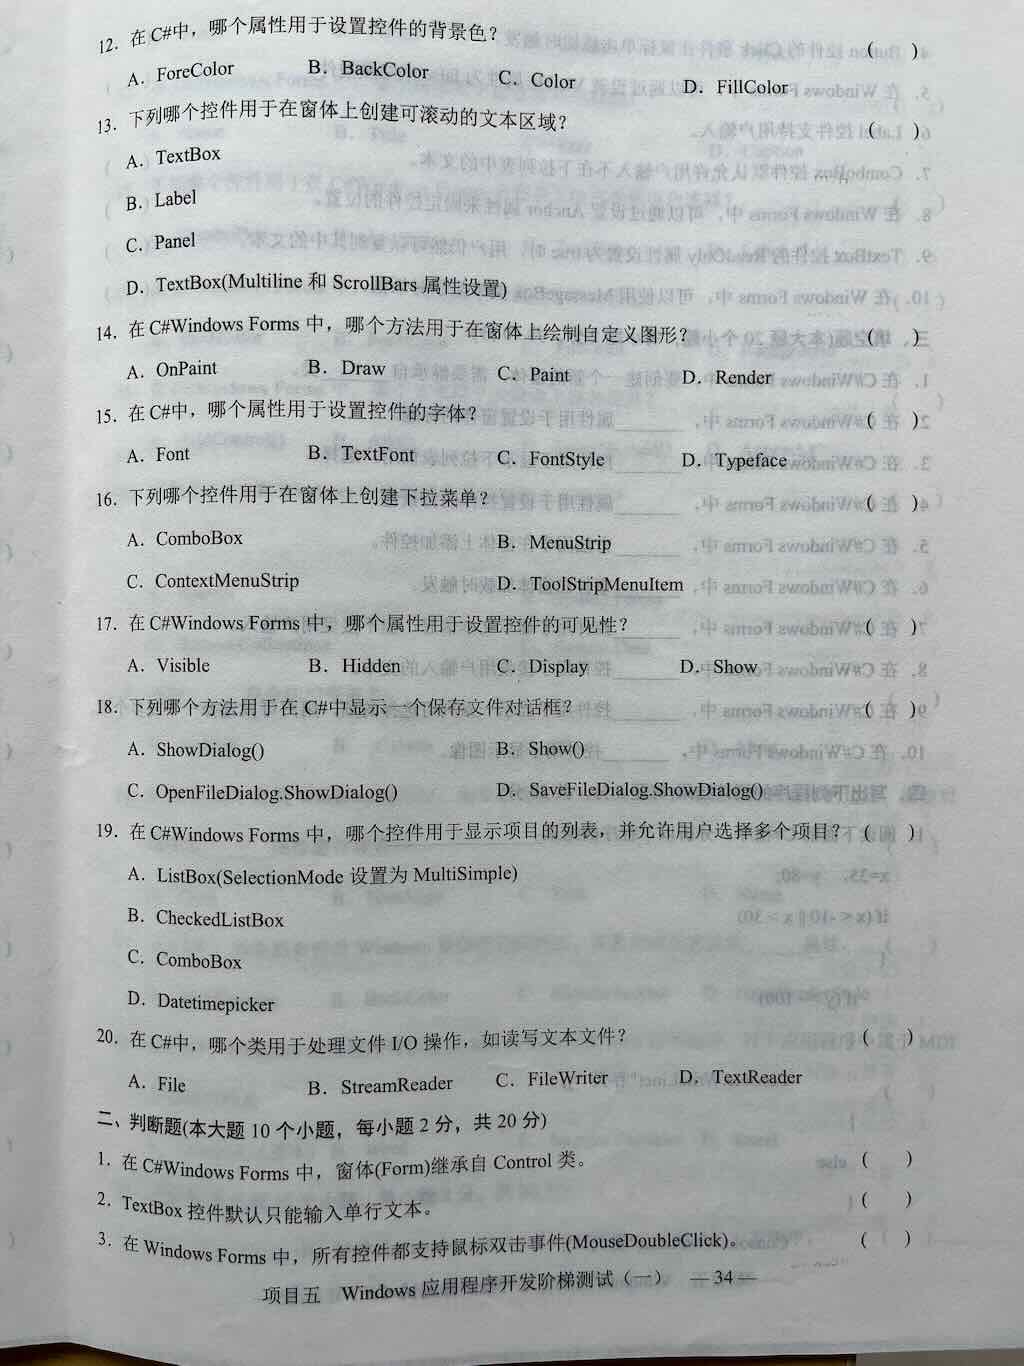 12. 在C#中，哪个属性用于设置控件的背景色？ ( )
A. ForeColor B. BackColor C. Color D. FillColor
13. 下列哪个控件用于在窗体上创建可滚动的文本区域？ ( )
A. TextBox
B. Label
C. Panel
D. TextBox(Multiline 和 ScrollBars 属性设置)
14. 在C#Windows Forms 中，哪个方法用于在窗体上绘制自定义图形？ ( )
A. OnPaint B. Draw C. Paint D. Render
15. 在C#中，哪个属性用于设置控件的字体？ ( )
A. Font B. TextFont C. FontStyle D. Typeface
16. 下列哪个控件用于在窗体上创建下拉菜单？ ( )
A. ComboBox B. MenuStrip
C. ContextMenuStrip D. ToolStripMenuItem
17. 在C#Windows Forms 中，哪个属性用于设置控件的可见性？ ( )
A. Visible B. Hidden C. Display D. Show
18. 下列哪个方法用于在 C#中显示一个保存文件对话框？ ( )
A. ShowDialog() B. Show()
C. OpenFileDialog.ShowDialog() D. SaveFileDialog.ShowDialog()
19. 在C#Windows Forms 中，哪个控件用于显示项目的列表，并允许用户选择多个项目？ ( )
A. ListBox(SelectionMode 设置为 MultiSimple)
B. CheckedListBox
C. ComboBox
D. Datetimepicker
20. 在C#中，哪个类用于处理文件 I/O 操作，如读写文本文件？ ( )
A. File B. StreamReader C. FileWriter D. TextReader
二、判断题(本大题 10 个小题，每小题 2 分，共 20 分)
1. 在C#Windows Forms 中，窗体(Form)继承自 Control 类。 ( )
2. TextBox 控件默认只能输入单行文本。 ( )
3. 在 Windows Forms 中，所有控件都支持鼠标双击事件(MouseDoubleClick)。 ( )
项目五 Windows 应用程序开发阶梯测试（一） — 34 —